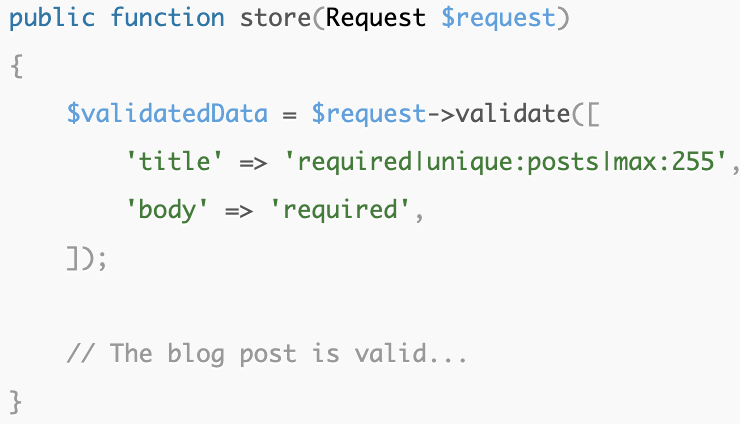 public function store(Request $request)
{
    $validatedData = $request->validate([
        'title' => 'required|unique:posts|max:255',
        'body' => 'required',
    ]);

    // The blog post is valid...
}